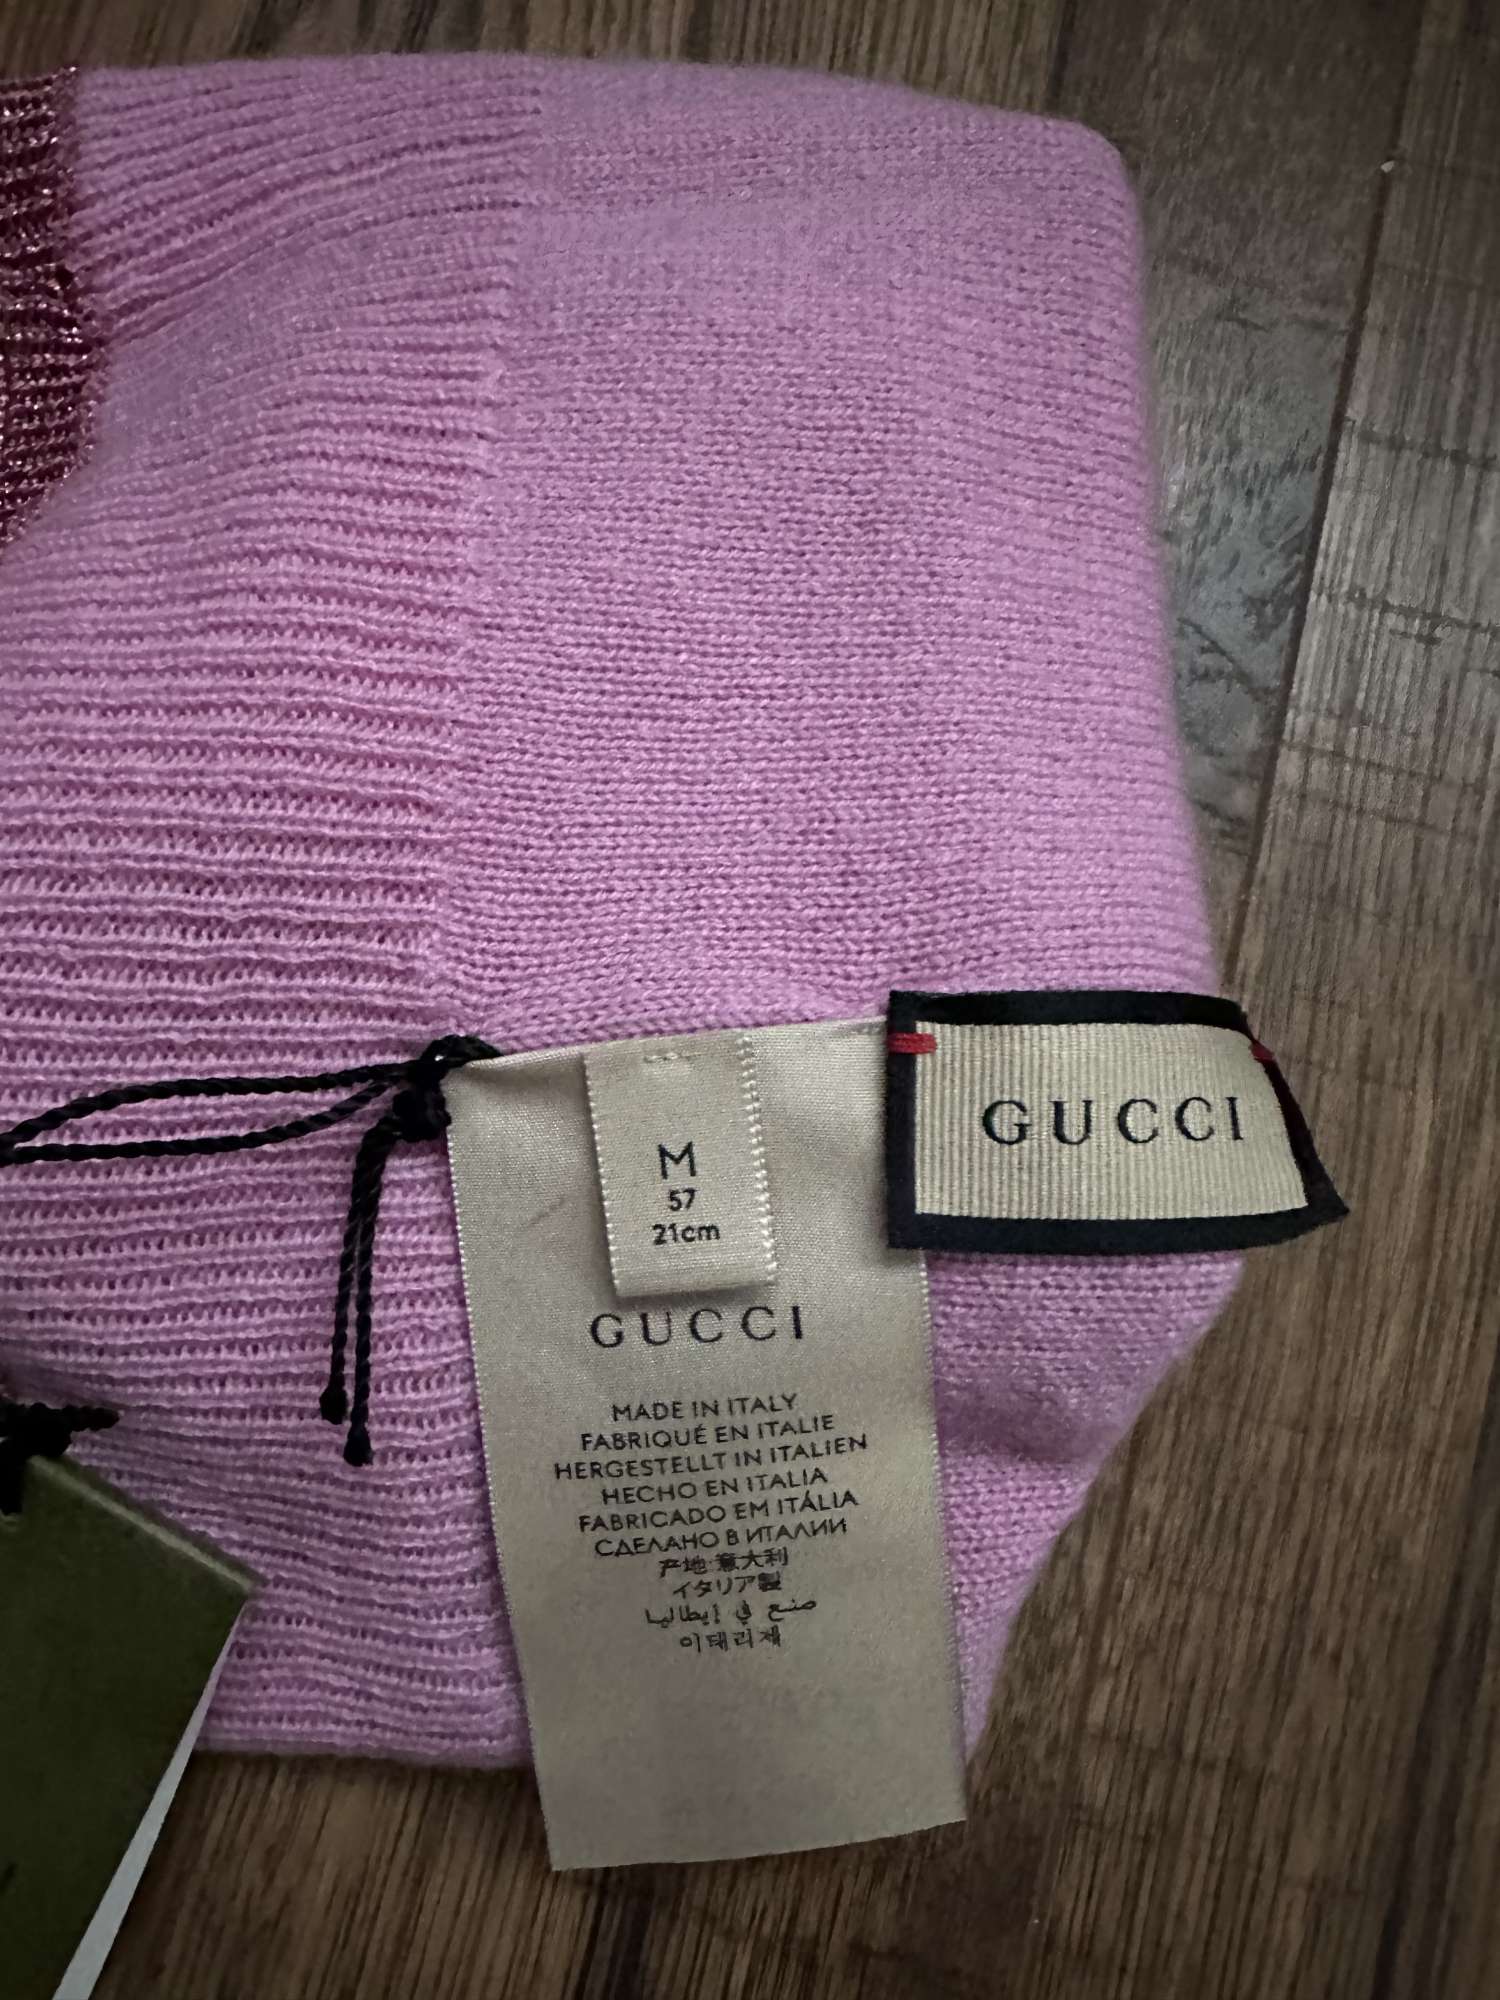 GUCCI
M
57
21cm
GUCCI
MADE IN ITALY
FABRIQUÉ EN ITALIE
HERGESTELLT IN ITALIEN
HECHO EN ITALIA
FABRICADO EM ITÁLIA
СДЕЛАНО В ИТАЛИИ
产地:意大利
イタリア製
صنع في إيطاليا
이태리제